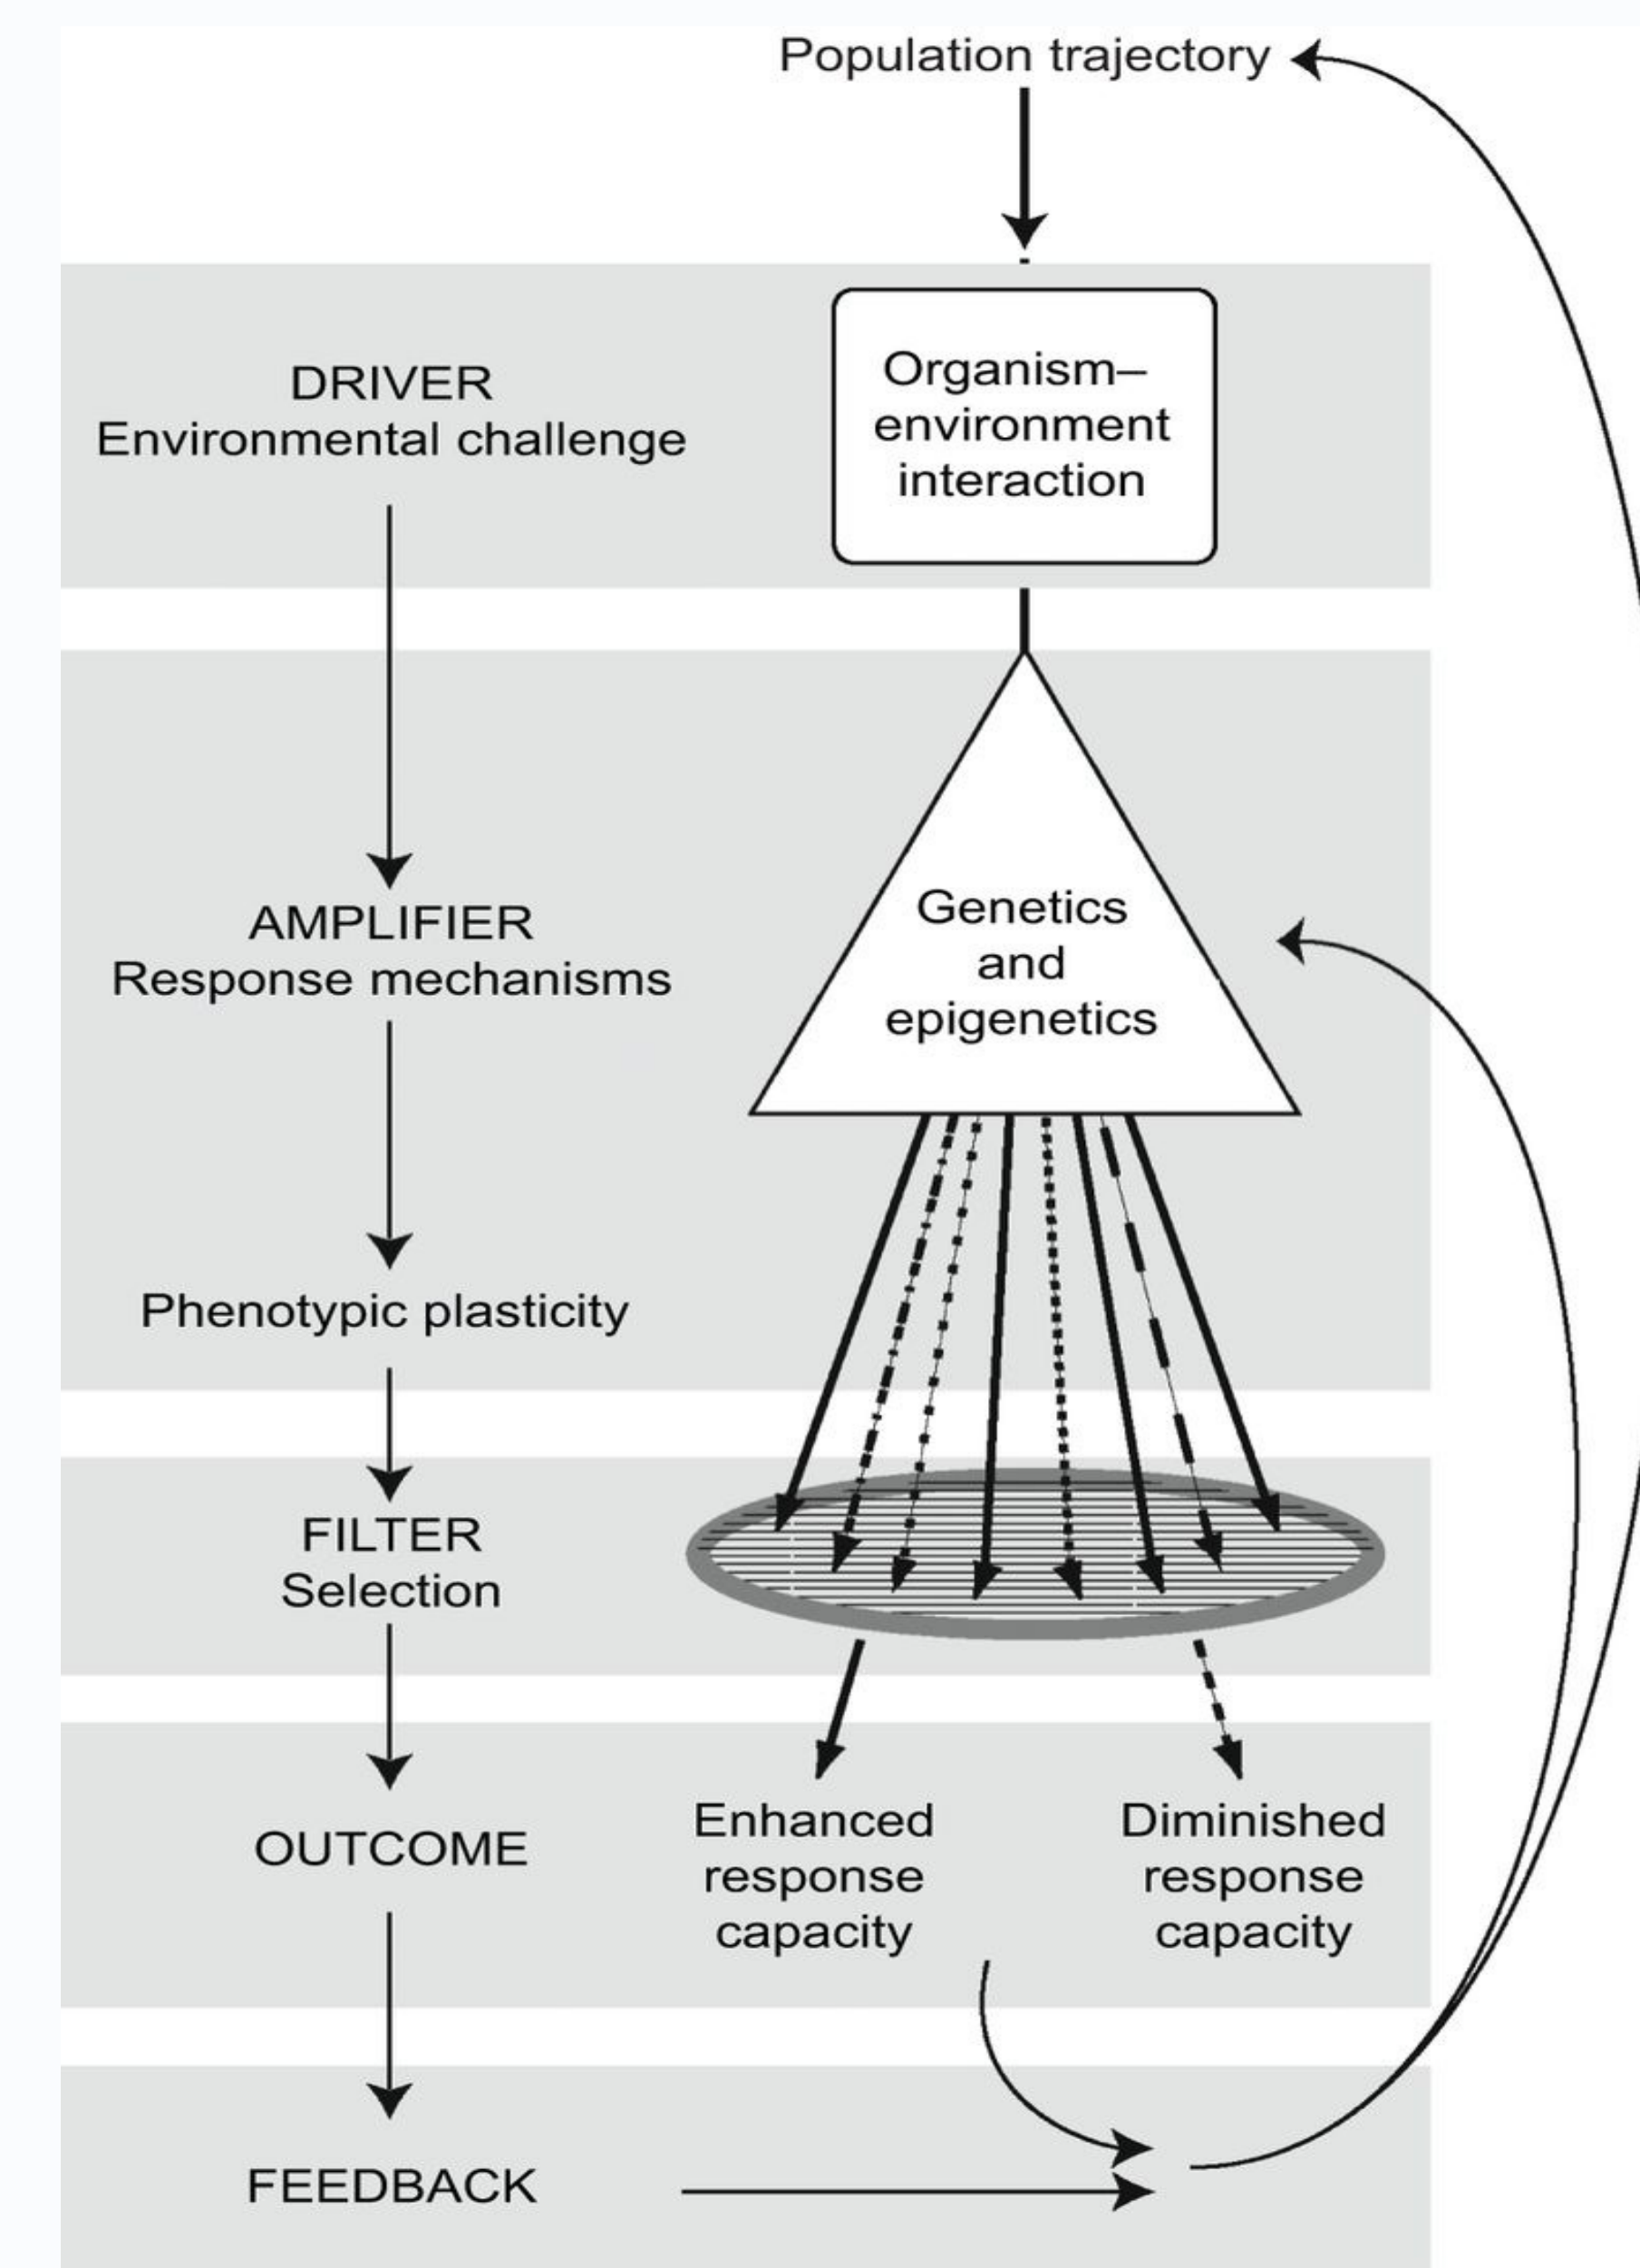 Population trajectory
DRIVER
Environmental challenge
Organism–
environment
interaction
AMPLIFIER
Response mechanisms
Genetics
and
epigenetics
Phenotypic plasticity
FILTER
Selection
OUTCOME
Enhanced
response
capacity
Diminished
response
capacity
FEEDBACK